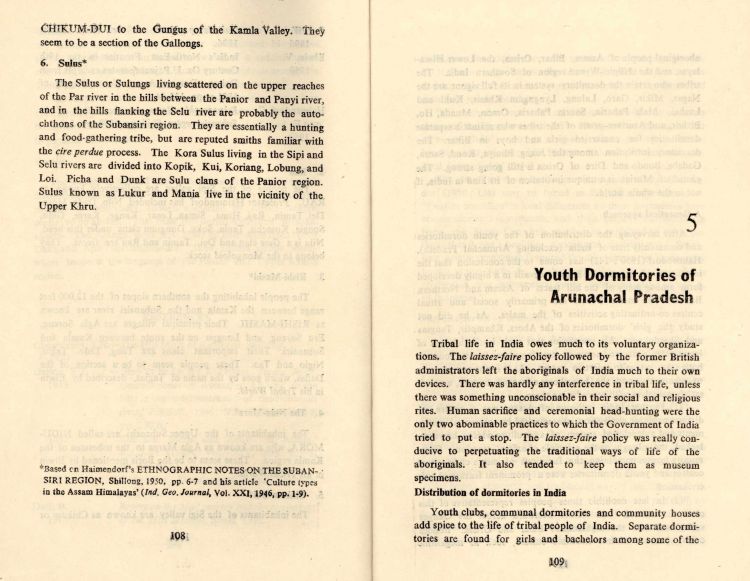 CHIKUM-DUI to the Gungus of the Kamla Valley. They
seem to be a section of the Gallongs.
6. Sulus*
The Sulus or Sulungs living scattered on the upper reaches
of the Par river in the hills between the Panior and Panyi river,
and in the hills flanking the Selu river are probably the auto-
chthons of the Subansiri region. They are essentially a hunting
and food-gathering tribe, but are reputed smiths familiar with
the cire perdue process. The Kora Sulus living in the Sipi and
Selu rivers are divided into Kopik, Kui, Koriang, Lobung, and
Loi. Picha and Dunk are Sulu clans of the Panior region.
Sulus known as Lukur and Mania live in the vicinity of the
Upper Khru.
*Based on Haimendorf's ETHNOGRAPHIC NOTES ON THE SUBAN-
SIRI REGION, Shillong, 1950, pp. 6-7 and his article 'Culture types
in the Assam Himalayas' (Ind, Geo. Journal, Vol. XXI, 1946, pp. 1-9).
108
5
Youth Dormitories of
Arunachal Pradesh
Tribal life in India owes much to its voluntary organiza-
tions. The laissez-faire policy followed by the former British
administrators left the aboriginals of India much to their own
devices. There was hardly any interference in tribal life, unless
there was something unconscionable in their social and religious
rites. Human sacrifice and ceremonial head-hunting were the
only two abominable practices to which the Government of India
tried to put a stop. The laissez-faire policy was really con-
ducive to perpetuating the traditional ways of life of the
aboriginals. It also tended to keep them as museum
specimens.
Distribution of dormitories in India
Youth clubs, communal dormitories and community houses
add spice to the life of tribal people of India. Separate dormi-
tories are found for girls and bachelors among some of the
109